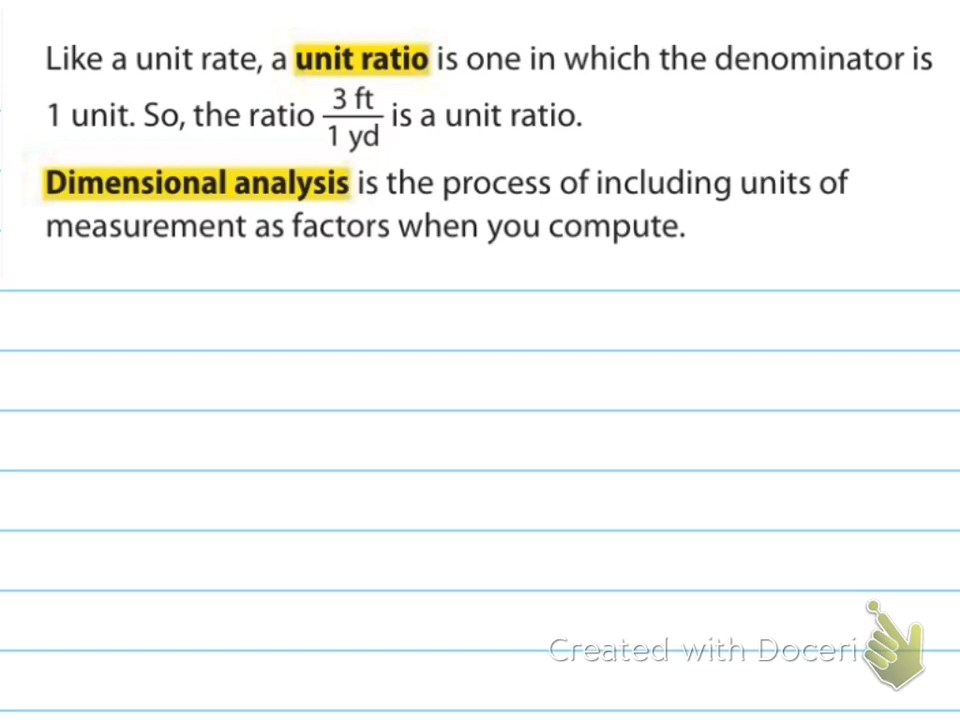 Like a unit rate, a unit ratio is one in which the denominator is
1 unit. So, the ratio 3 ft / 1 yd is a unit ratio.
Dimensional analysis is the process of including units of
measurement as factors when you compute.
Created with Doceri